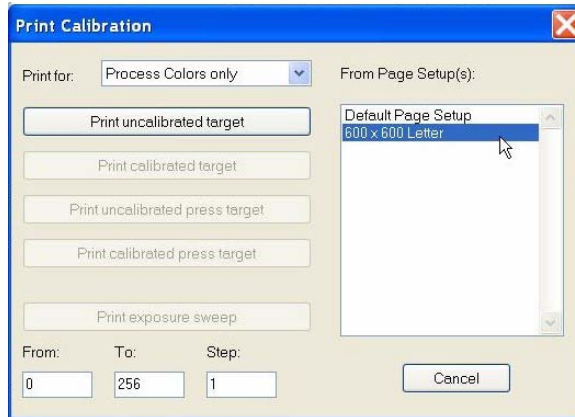 Print Calibration
Print for: Process Colors only
From Page Setup(s):
Print uncalibrated target
Default Page Setup
600 x 600 Letter
Print calibrated target
Print uncalibrated press target
Print calibrated press target
Print exposure sweep
From: To: Step:
0 256 1
Cancel